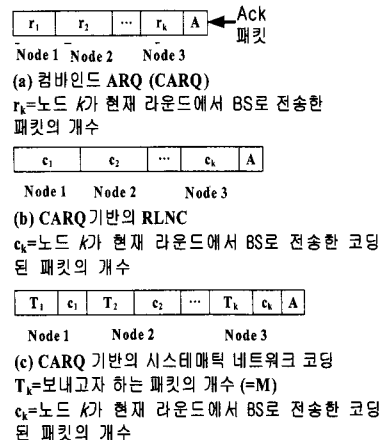 r₁ r₂ ... rₖ A Ack
패킷
Node 1 Node 2 Node 3
(a) 컴바인드 ARQ (CARQ)
rₖ=노드 K가 현재 라운드에서 BS로 전송한
패킷의 개수
c₁ c₂ ... cₖ A
Node 1 Node 2 Node 3
(b) CARQ기반의 RLNC
cₖ=노드 K가 현재 라운드에서 BS로 전송한 코딩
된 패킷의 개수
T₁ c₁ T₂ c₂ ... Tₖ cₖ A
Node 1 Node 2 Node 3
(c) CARQ 기반의 시스테매틱 네트워크 코딩
Tₖ=보내고자 하는 패킷의 개수 (=M)
cₖ=노드 K가 현재 라운드에서 BS로 전송한 코딩
된 패킷의 개수